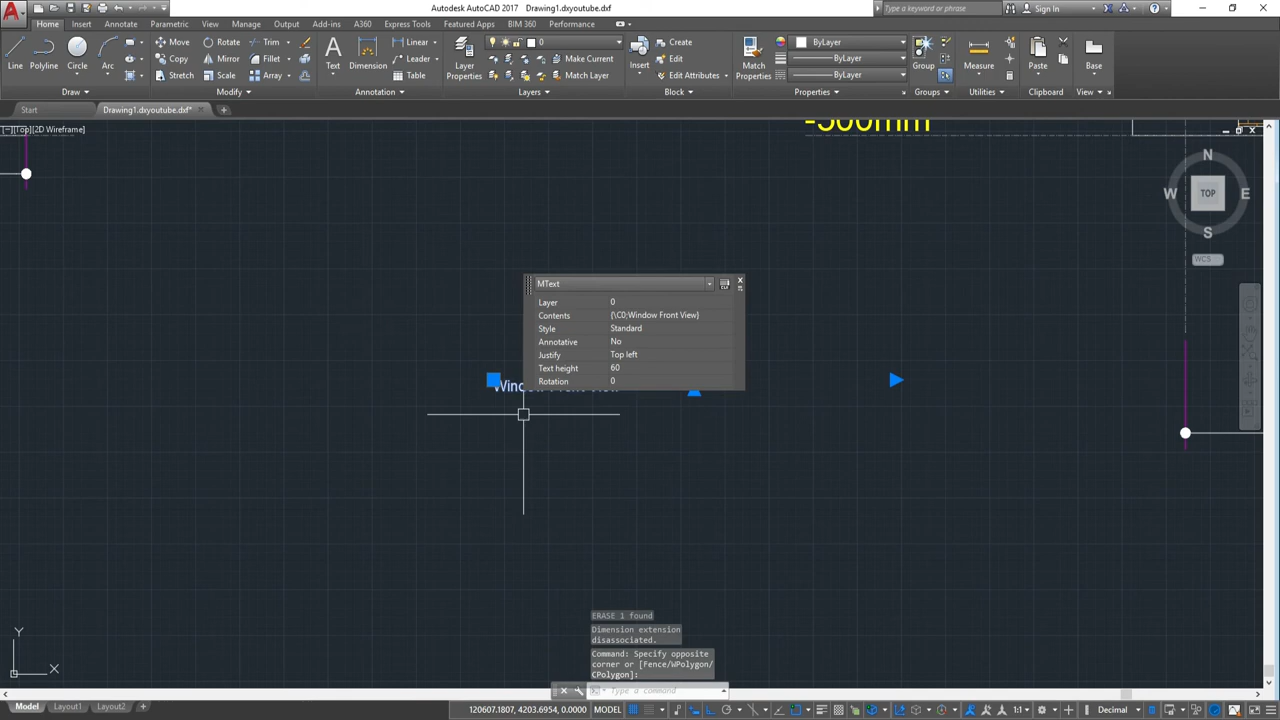 Autodesk AutoCAD 2017 Drawing1.dxyoutube.dxf
Type a keyword or phrase
Sign In
Home Insert Annotate Parametric View Manage Output Add-ins A360 Express Tools Featured Apps BIM 360 Performance
Line Polyline Circle Arc
Move Rotate Trim
Copy Mirror Fillet
Stretch Scale Array
Text Dimension
Linear
Leader
Table
Layer Properties
0
Make Current
Match Layer
Insert
Create
Edit
Edit Attributes
Match Properties
ByLayer
ByLayer
ByLayer
Group Measure Paste Base
Draw Modify Annotation Layers Block Properties Groups Utilities Clipboard View
Start Drawing1.dxyoutube.dxf*
[−][Top][2D Wireframe]
-500mm
N
W TOP E
S
WCS
MText
Layer 0
Contents {\C0;Window Front View}
Style Standard
Annotative No
Justify Top left
Text height 60
Rotation 0
Window Front View
ERASE 1 found
Dimension extension
disassociated.
Command: Specify opposite
corner or [Fence/WPolygon/
CPolygon]:
Y
X
Type a command
Model Layout1 Layout2
120607.1807, 4203.6954, 0.0000 MODEL 1:1 Decimal